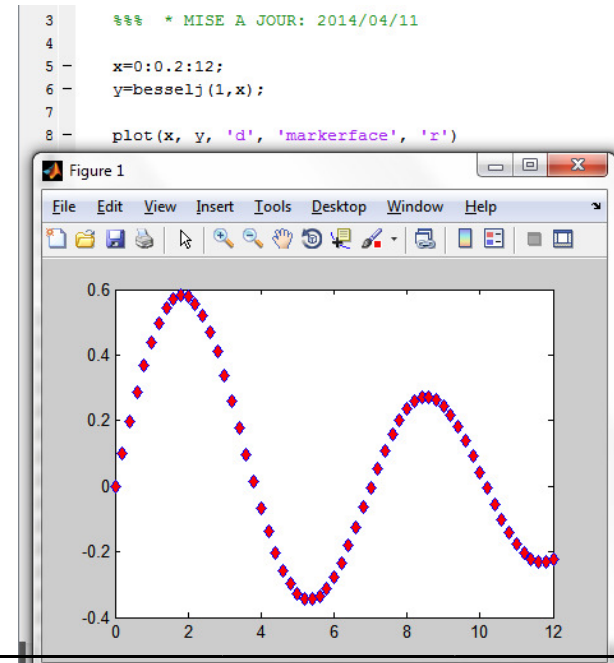 3 %%% * MISE A JOUR: 2014/04/11
4
5 - x=0:0.2:12;
6 - y=besselj(1,x);
7
8 - plot(x, y, 'd', 'markerface', 'r')
Figure 1
File Edit View Insert Tools Desktop Window Help
0.6
0.4
0.2
0
-0.2
-0.4
0 2 4 6 8 10 12